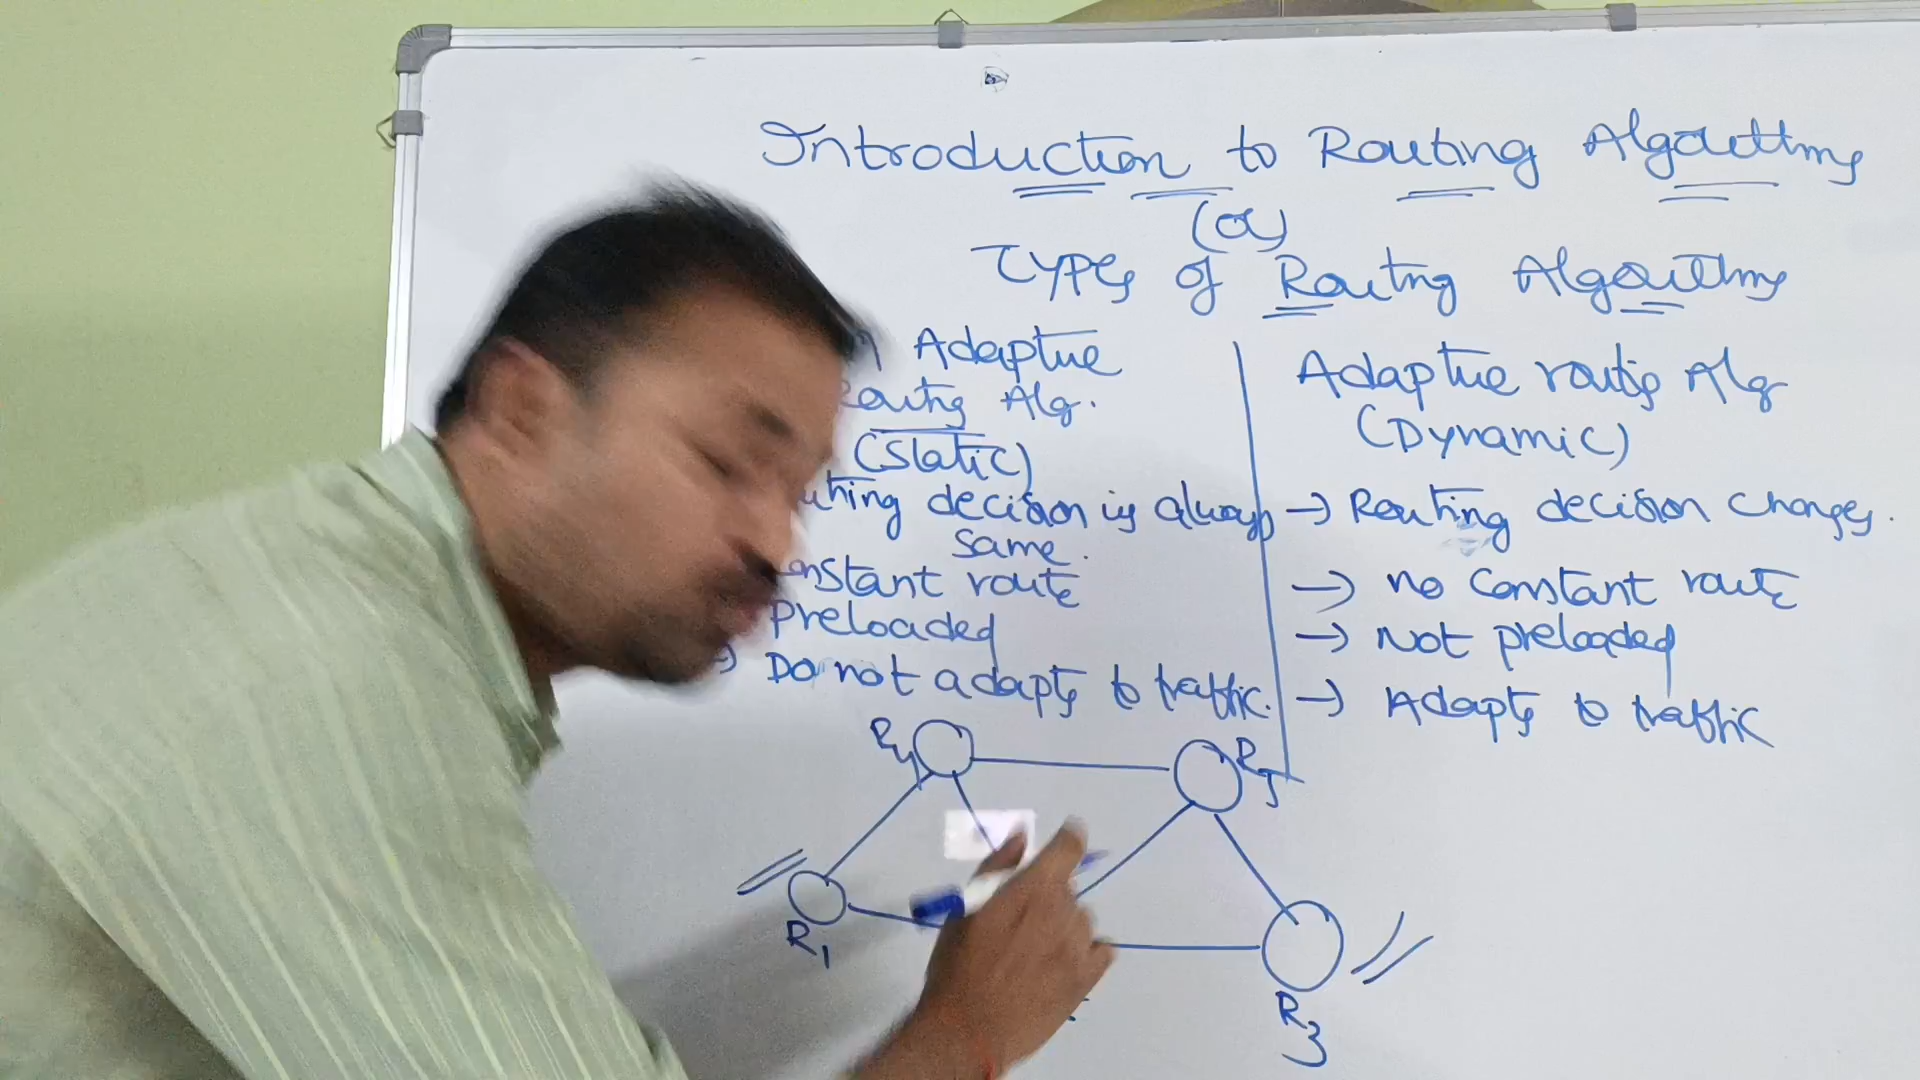 Introduction to Routing Algorithms
(or)
Types of Routing Algorithms
Adaptive
Routing Alg.
(Static)
decision is always
same.
constant route
Preloaded
→ Do not adapts to traffic.
Adaptive routing Alg
(Dynamic)
→ Routing decision changes.
→ no constant route
→ Not preloaded
→ Adapts to traffic
R4
R5
R1
R3